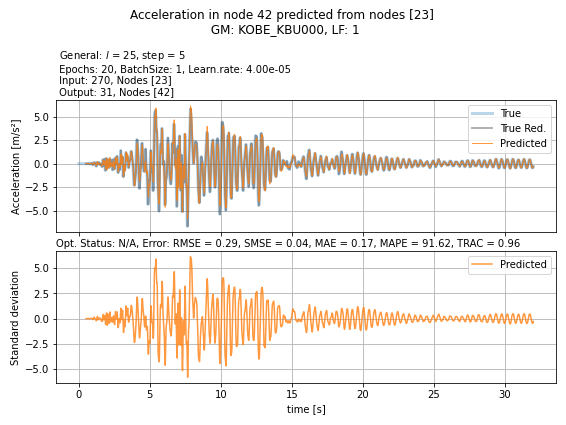 Acceleration in node 42 predicted from nodes [23]
GM: KOBE_KBU000, LF: 1
General: l = 25, step = 5
Epochs: 20, BatchSize: 1, Learn.rate: 4.00e-05
Input: 270, Nodes [23]
Output: 31, Nodes [42]
Acceleration [m/s²]
5.0
2.5
0.0
−2.5
−5.0
True
True Red.
Predicted
Opt. Status: N/A, Error: RMSE = 0.29, SMSE = 0.04, MAE = 0.17, MAPE = 91.62, TRAC = 0.96
Standard deviation
5.0
2.5
0.0
−2.5
−5.0
Predicted
0 5 10 15 20 25 30
time [s]